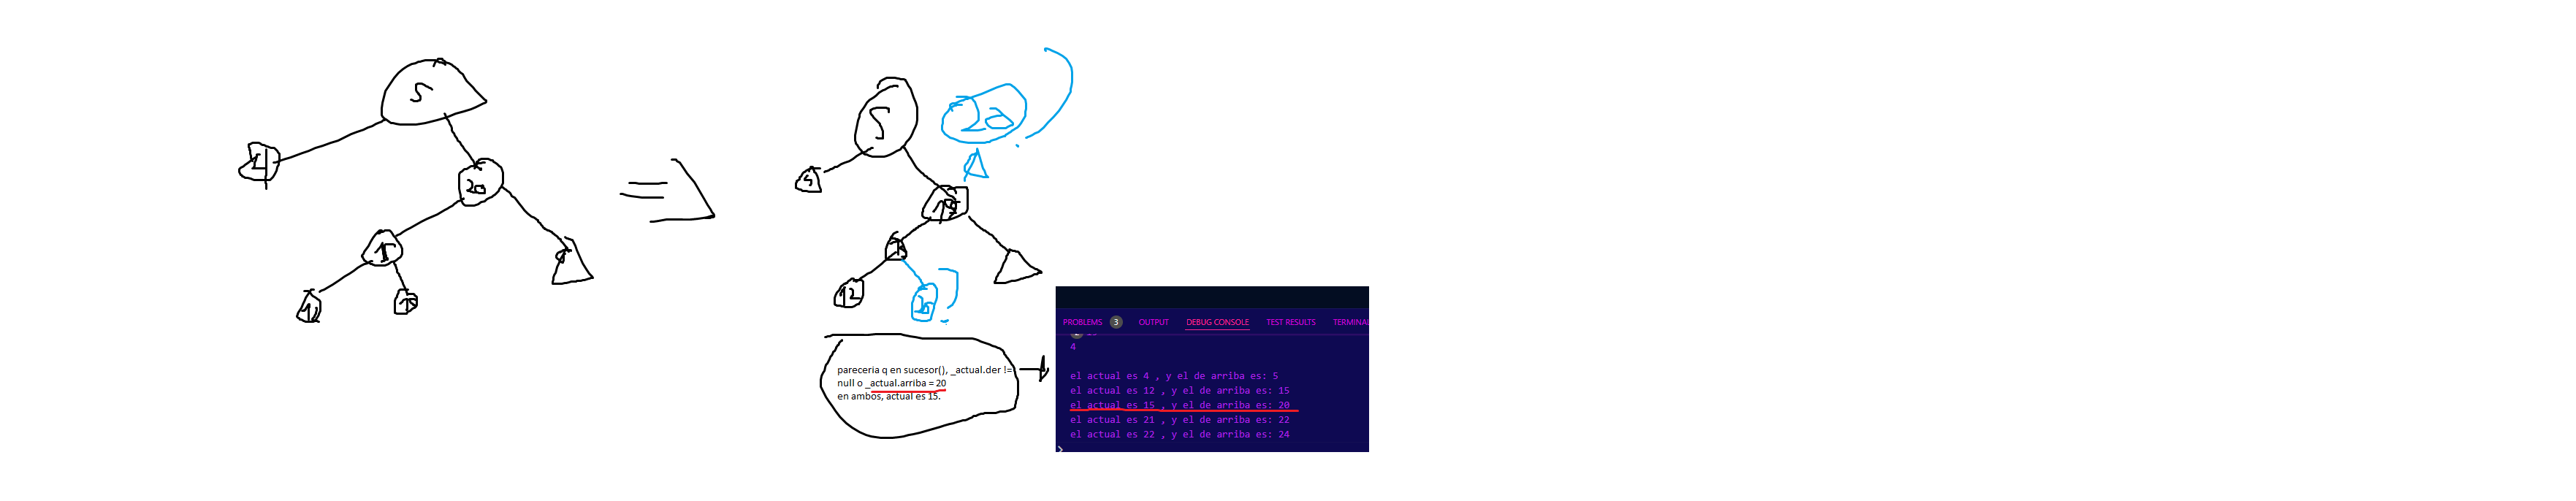 5
4
20
15
12
5
20
4
12
20
pareceria q en sucesor(), _actual.der !=
null o _actual.arriba = 20
en ambos, actual es 15.
PROBLEMS 3 OUTPUT DEBUG CONSOLE TEST RESULTS TERMINAL
4
el actual es 4 , y el de arriba es: 5
el actual es 12 , y el de arriba es: 15
el actual es 15 , y el de arriba es: 20
el actual es 21 , y el de arriba es: 22
el actual es 22 , y el de arriba es: 24